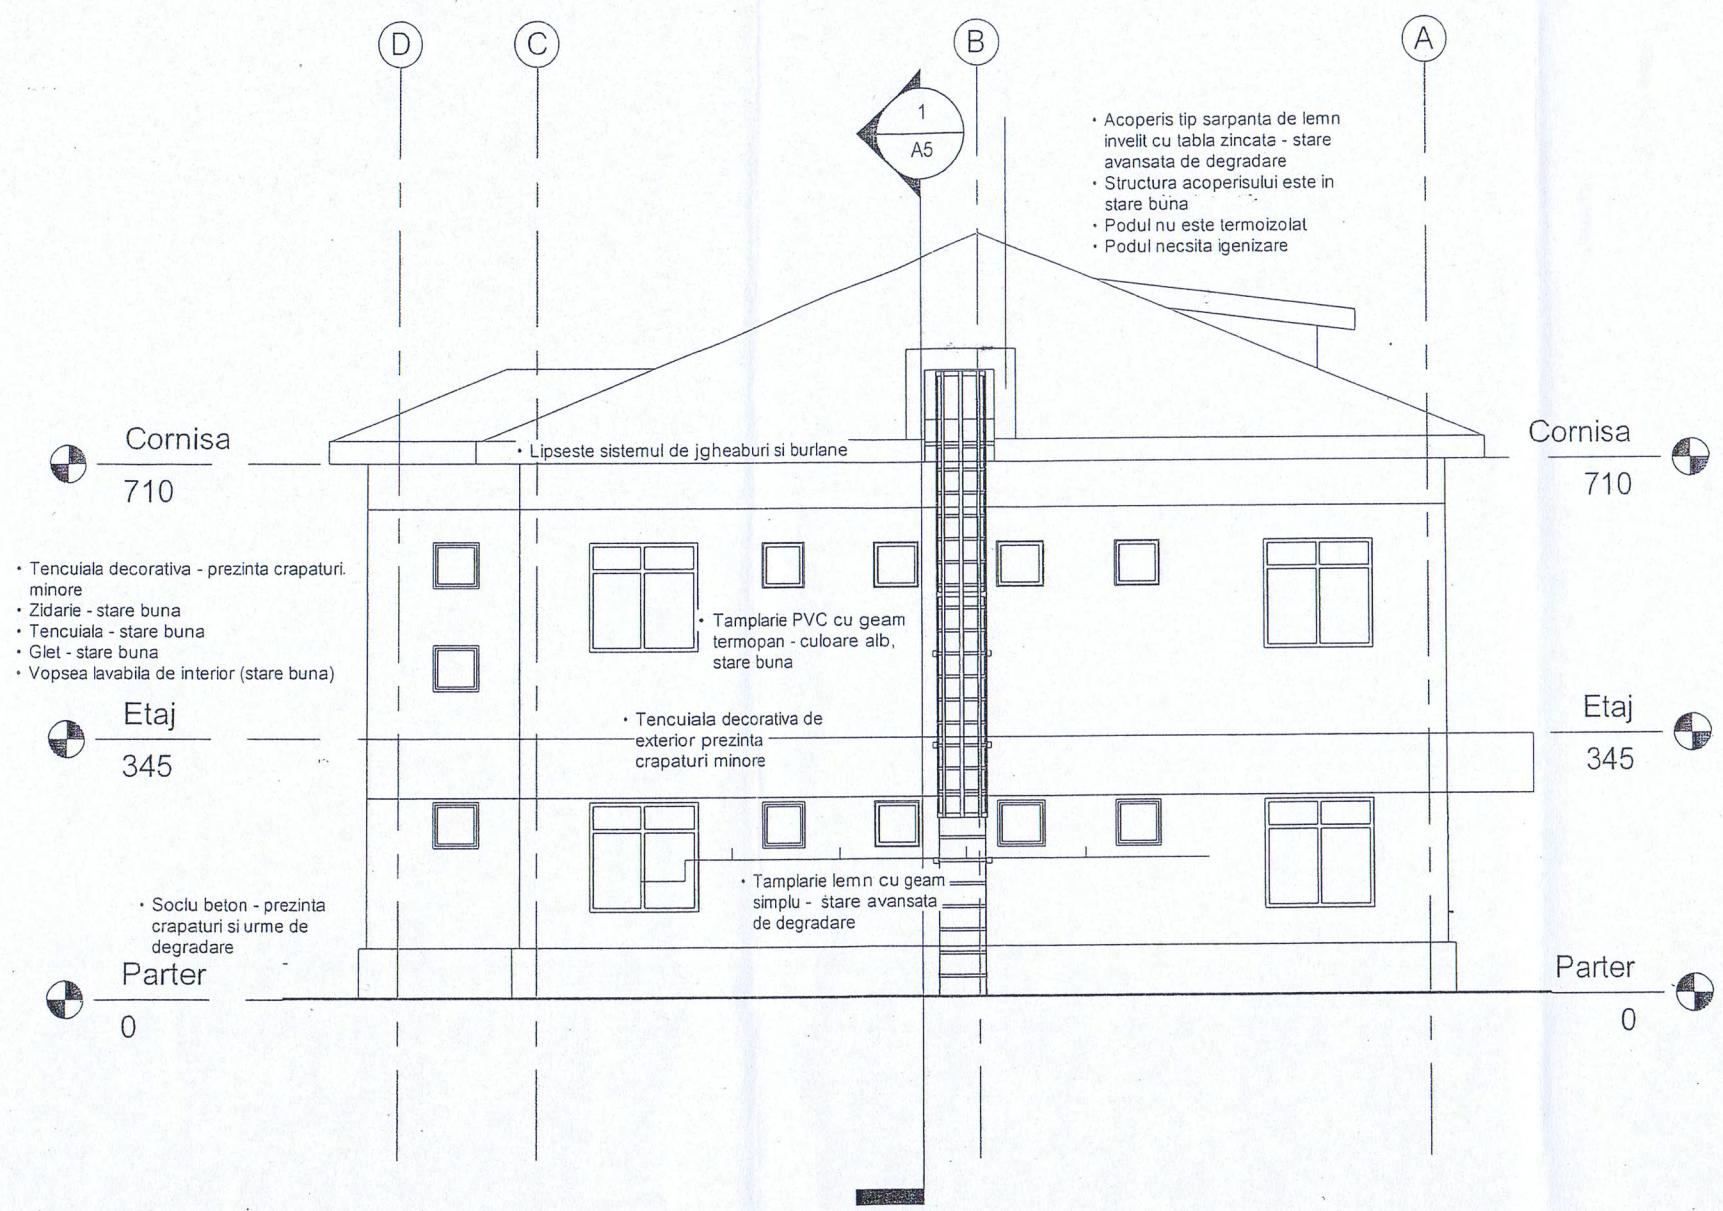 D
C
B
A
1
A5
• Acoperis tip sarpanta de lemn
invelit cu tabla zincata - stare
avansata de degradare
• Structura acoperisului este in
stare buna
• Podul nu este termoizolat
• Podul necsita igenizare
Cornisa
710
• Lipseste sistemul de jgheaburi si burlane
Cornisa
710
• Tencuiala decorativa - prezinta crapaturi.
minore
• Zidarie - stare buna
• Tencuiala - stare buna
• Glet - stare buna
• Vopsea lavabila de interior (stare buna)
• Tamplarie PVC cu geam
termopan - culoare alb,
stare buna
Etaj
345
• Tencuiala decorativa de
exterior prezinta
crapaturi minore
Etaj
345
• Tamplarie lemn cu geam
simplu - stare avansata
de degradare
• Soclu beton - prezinta
crapaturi si urme de
degradare
Parter
0
Parter
0